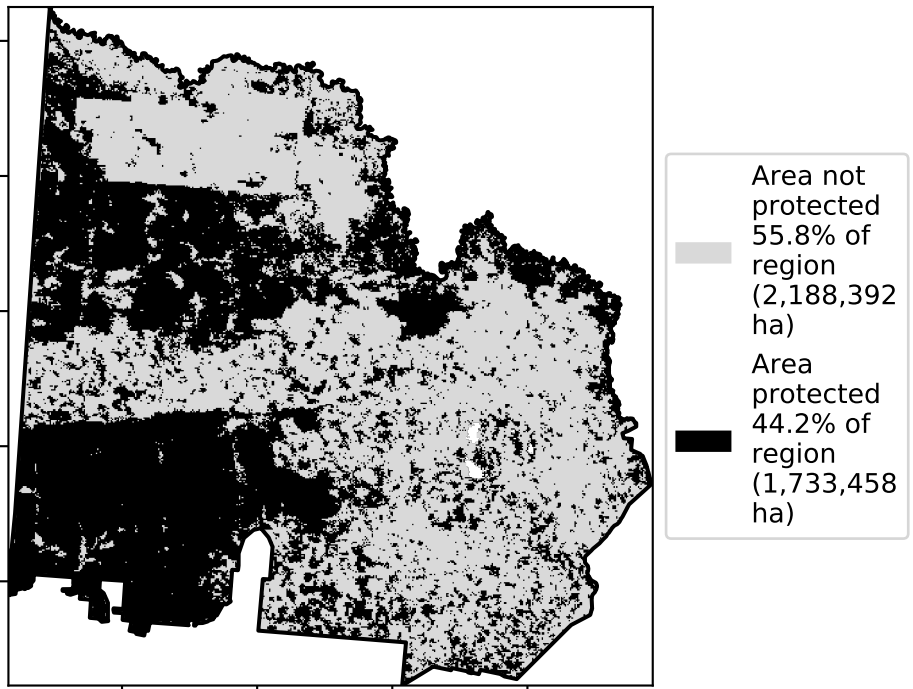 Area not
protected
55.8% of
region
(2,188,392
ha)
Area
protected
44.2% of
region
(1,733,458
ha)